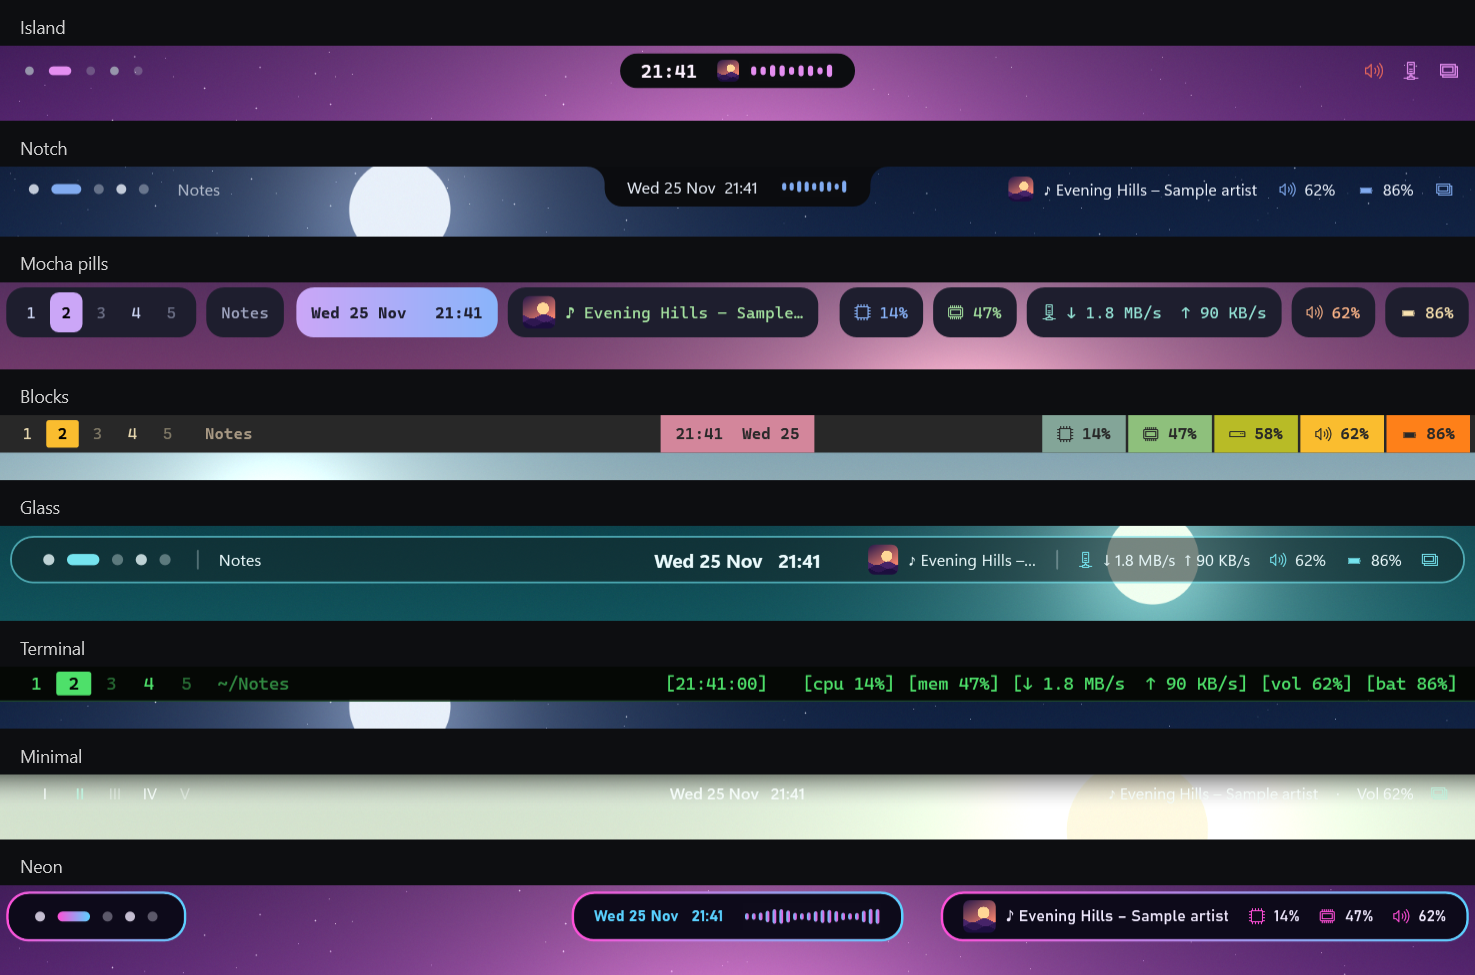 Island
21:41
Notch
Notes
Wed 25 Nov 21:41
♪ Evening Hills – Sample artist 62% 86%
Mocha pills
1 2 3 4 5 Notes Wed 25 Nov 21:41 ♪ Evening Hills – Sample… 14% 47% ↓ 1.8 MB/s ↑ 90 KB/s 62% 86%
Blocks
1 2 3 4 5 Notes 21:41 Wed 25 14% 47% 58% 62% 86%
Glass
Notes Wed 25 Nov 21:41 ♪ Evening Hills –… ↓ 1.8 MB/s ↑ 90 KB/s 62% 86%
Terminal
1 2 3 4 5 ~/Notes [21:41:00] [cpu 14%] [mem 47%] [↓ 1.8 MB/s ↑ 90 KB/s] [vol 62%] [bat 86%]
Minimal
I II III IV V Wed 25 Nov 21:41 ♪ Evening Hills – Sample artist · Vol 62%
Neon
Wed 25 Nov 21:41 ♪ Evening Hills – Sample artist 14% 47% 62%